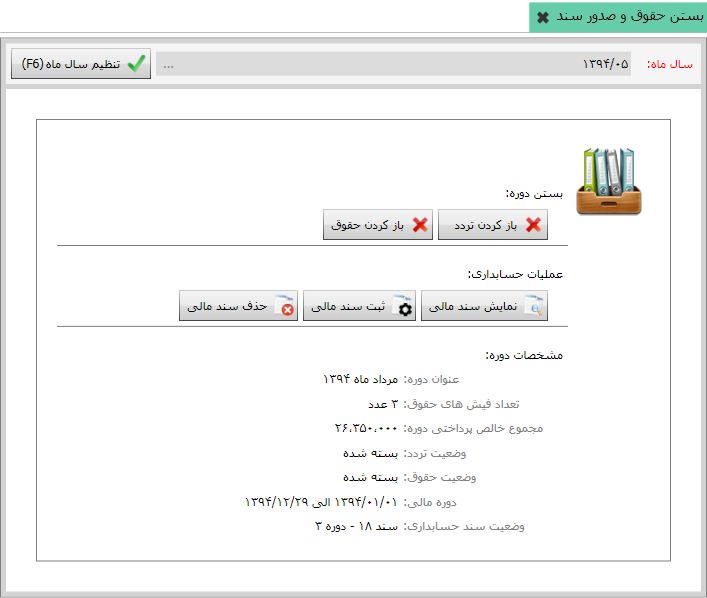 بستن حقوق و صدور سند
سال ماه: ۱۳۹۴/۰۵ ... تنظیم سال ماه (F6)
بستن دوره:
باز کردن تردد باز کردن حقوق
عملیات حسابداری:
نمایش سند مالی ثبت سند مالی حذف سند مالی
مشخصات دوره:
عنوان دوره: مرداد ماه ۱۳۹۴
تعداد فیش های حقوق: ۳ عدد
مجموع خالص پرداختی دوره: ۲۶،۳۵۰،۰۰۰
وضعیت تردد: بسته شده
وضعیت حقوق: بسته شده
دوره مالی: ۱۳۹۴/۰۱/۰۱ الی ۱۳۹۴/۱۲/۲۹
وضعیت سند حسابداری: سند ۱۸ - دوره ۳